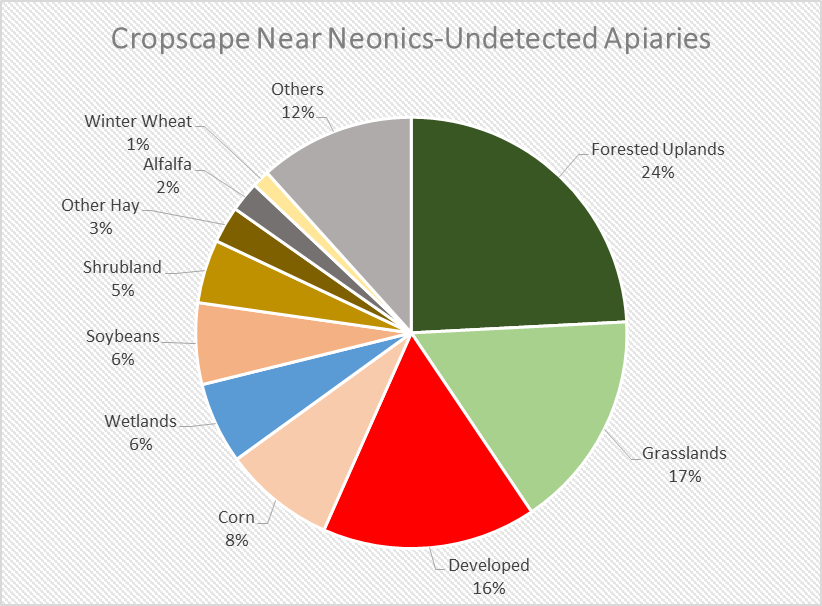 Cropscape Near Neonics-Undetected Apiaries
Others
12%
Winter Wheat
1%
Alfalfa
2%
Other Hay
3%
Shrubland
5%
Soybeans
6%
Wetlands
6%
Corn
8%
Developed
16%
Grasslands
17%
Forested Uplands
24%